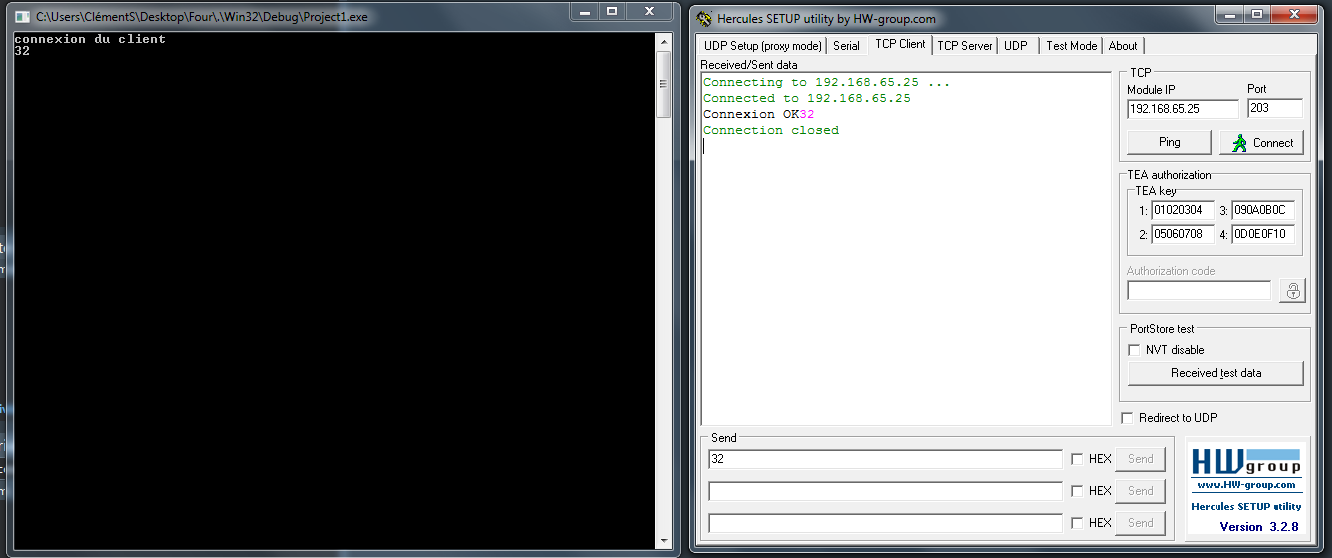 C:\Users\ClémentS\Desktop\Four\.\Win32\Debug\Project1.exe
connexion du client
32
Hercules SETUP utility by HW-group.com
UDP Setup (proxy mode) Serial TCP Client TCP Server UDP Test Mode About
Received/Sent data
Connecting to 192.168.65.25 ...
Connected to 192.168.65.25
Connexion OK32
Connection closed
TCP
Module IP Port
192.168.65.25 203
Ping Connect
TEA authorization
TEA key
1: 01020304 3: 090A0B0C
2: 05060708 4: 0D0E0F10
Authorization code
PortStore test
NVT disable
Received test data
Redirect to UDP
Send
32 HEX Send
HEX Send
HEX Send
HW group
www.HW-group.com
Hercules SETUP utility
Version 3.2.8